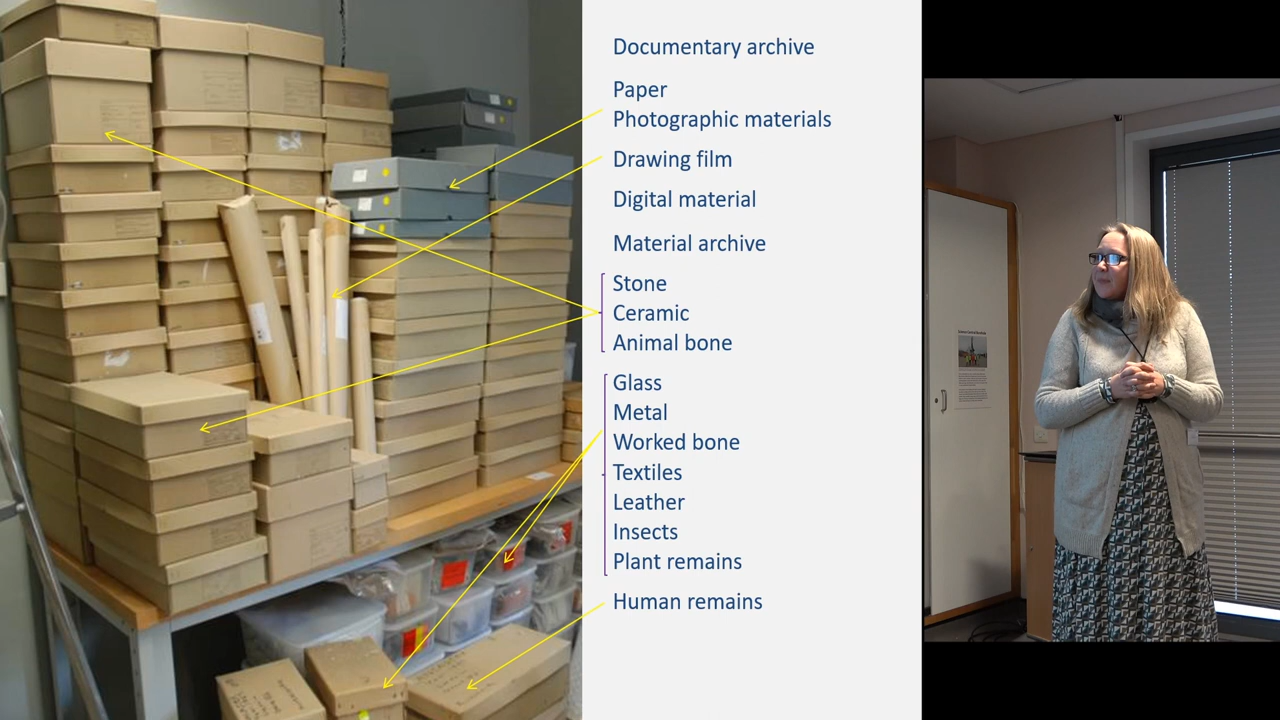 Documentary archive
Paper
Photographic materials
Drawing film
Digital material
Material archive
Stone
Ceramic
Animal bone
Glass
Metal
Worked bone
Textiles
Leather
Insects
Plant remains
Human remains